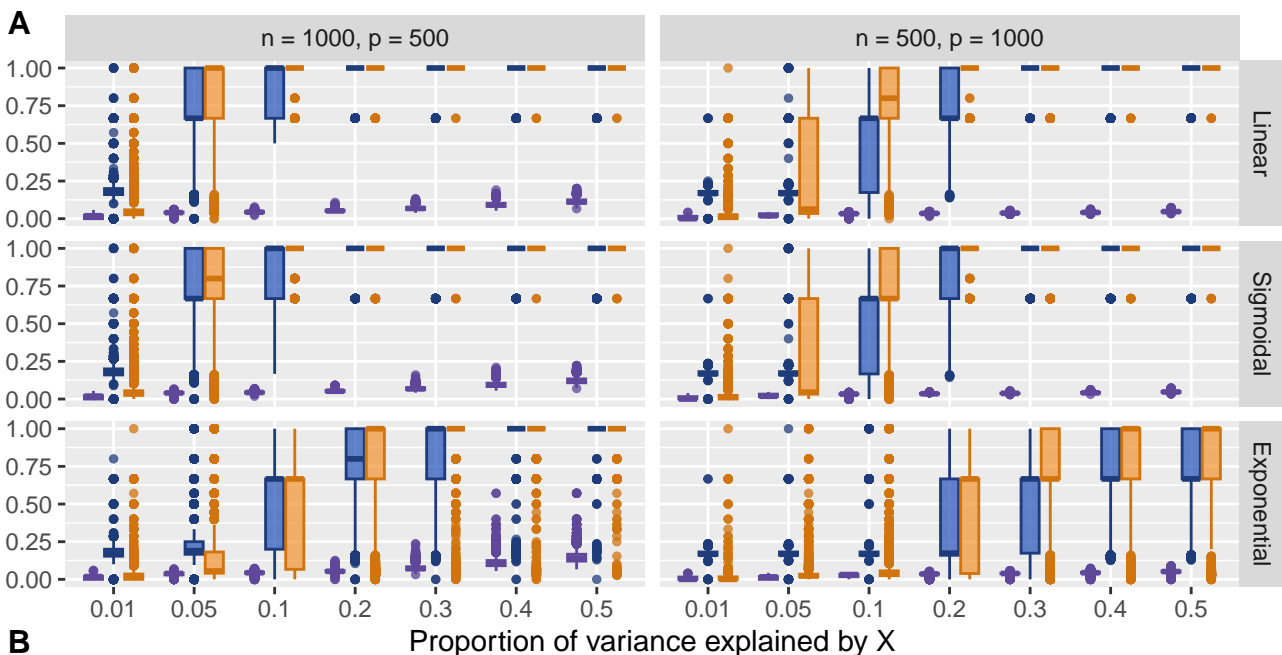 A
n = 1000, p = 500
n = 500, p = 1000
1.00
0.75
0.50
0.25
0.00
Linear
1.00
0.75
0.50
0.25
0.00
Sigmoidal
1.00
0.75
0.50
0.25
0.00
Exponential
0.01 0.05 0.1 0.2 0.3 0.4 0.5
0.01 0.05 0.1 0.2 0.3 0.4 0.5
Proportion of variance explained by X
B